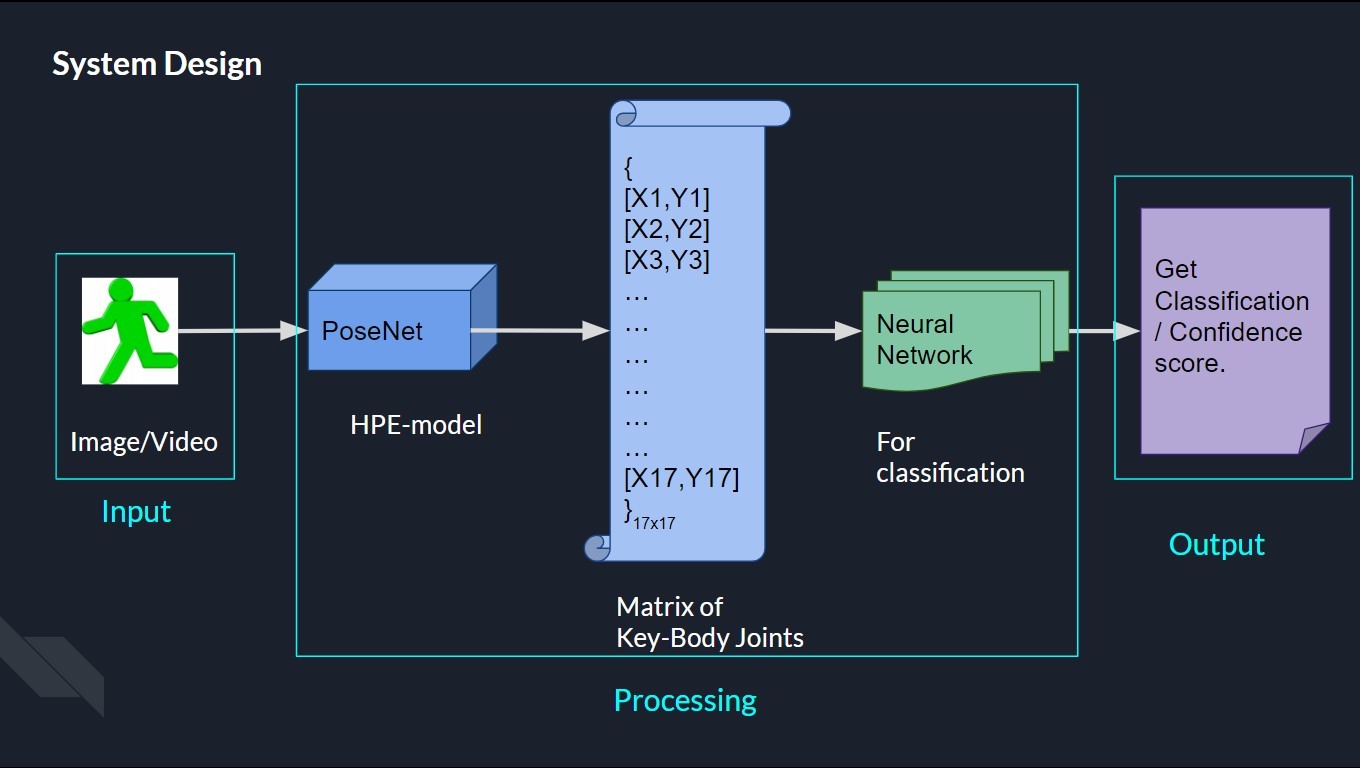 System Design
Image/Video
Input
PoseNet
HPE-model
{
[X1,Y1]
[X2,Y2]
[X3,Y3]
...
...
...
...
...
...
[X17,Y17]
}17x17
Matrix of
Key-Body Joints
Neural
Network
For
classification
Processing
Get
Classification
/ Confidence
score.
Output